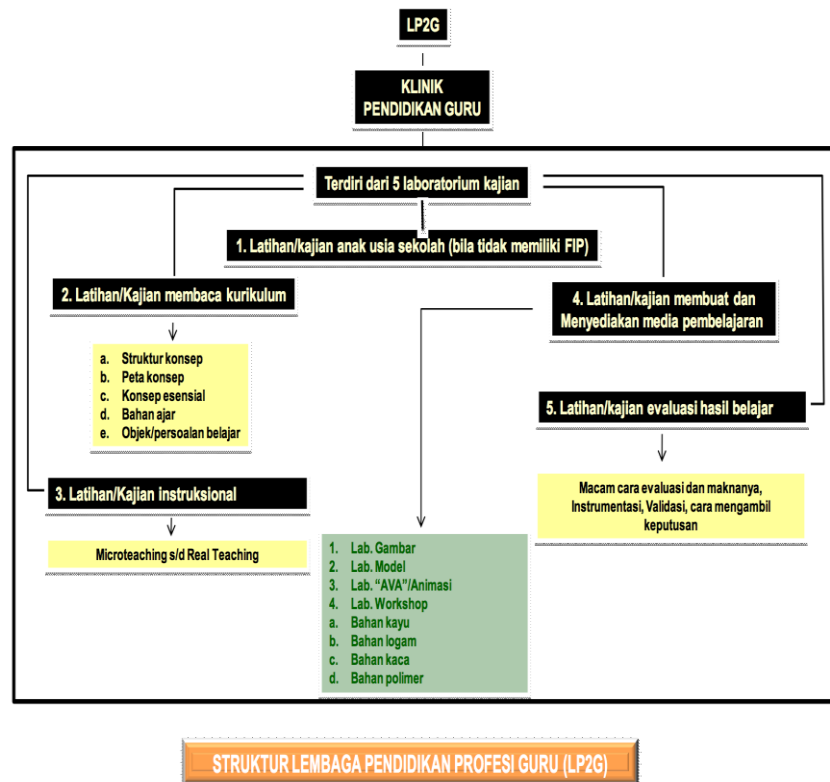 LP2G
KLINIK
PENDIDIKAN GURU
Terdiri dari 5 laboratorium kajian
1. Latihan/kajian anak usia sekolah (bila tidak memiliki FIP)
2. Latihan/Kajian membaca kurikulum
a. Struktur konsep
b. Peta konsep
c. Konsep esensial
d. Bahan ajar
e. Objek/persoalan belajar
3. Latihan/Kajian instruksional
Microteaching s/d Real Teaching
4. Latihan/kajian membuat dan
Menyediakan media pembelajaran
1. Lab. Gambar
2. Lab. Model
3. Lab. “AVA”/Animasi
4. Lab. Workshop
a. Bahan kayu
b. Bahan logam
c. Bahan kaca
d. Bahan polimer
5. Latihan/kajian evaluasi hasil belajar
Macam cara evaluasi dan maknanya,
Instrumentasi, Validasi, cara mengambil
keputusan
STRUKTUR LEMBAGA PENDIDIKAN PROFESI GURU (LP2G)